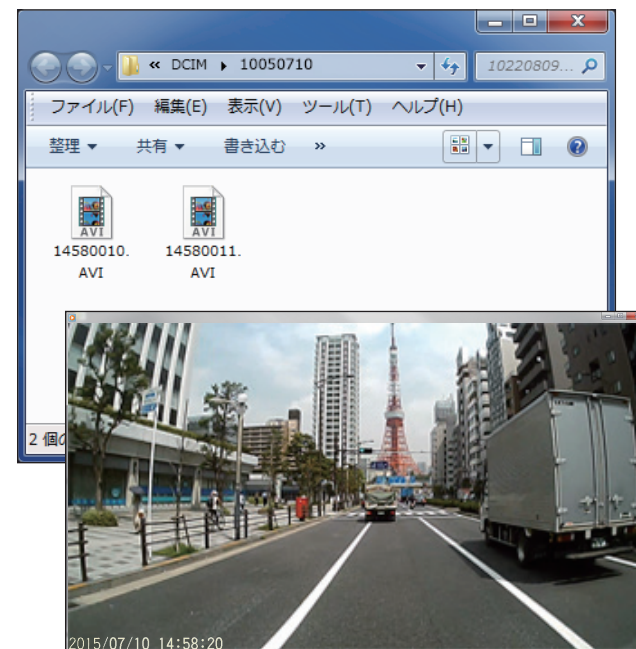 « DCIM ▸ 10050710
10220809...
ファイル(F) 編集(E) 表示(V) ツール(T) ヘルプ(H)
整理 ▼ 共有 ▼ 書き込む »
AVI AVI
14580010.AVI
14580011.AVI
2 個の
2015/07/10 14:58:20